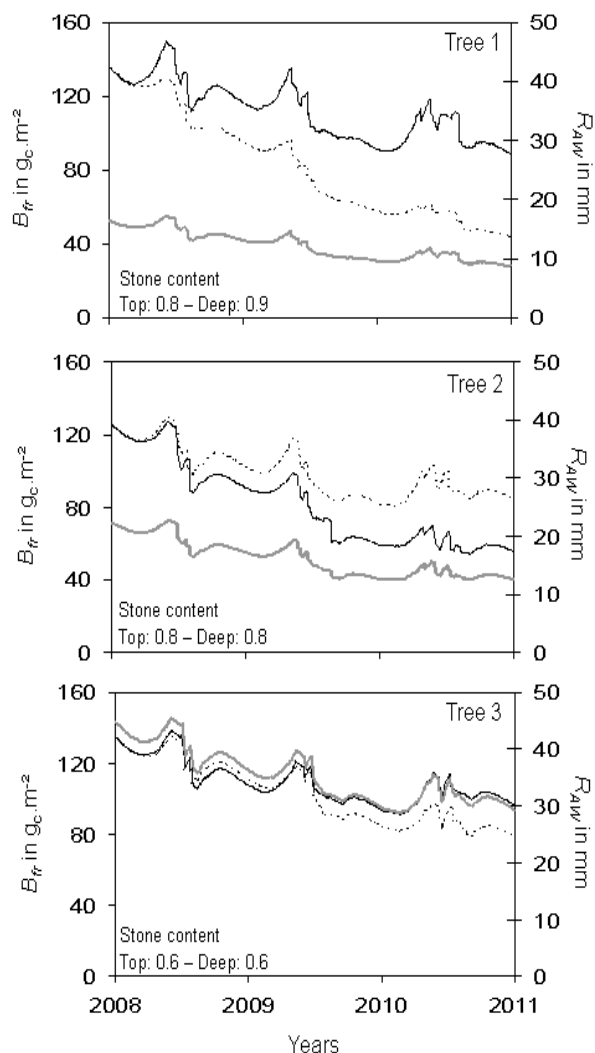 160
120
80
40
0
B_fr in g_c.m⁻²
50
40
30
20
10
0
R_AW in mm
Tree 1
Stone content
Top: 0.8 – Deep: 0.9
160
120
80
40
0
B_fr in g_c.m⁻²
50
40
30
20
10
0
R_AW in mm
Tree 2
Stone content
Top: 0.8 – Deep: 0.8
160
120
80
40
0
B_fr in g_c.m⁻²
50
40
30
20
10
0
R_AW in mm
Tree 3
Stone content
Top: 0.6 – Deep: 0.6
2008 2009 2010 2011
Years